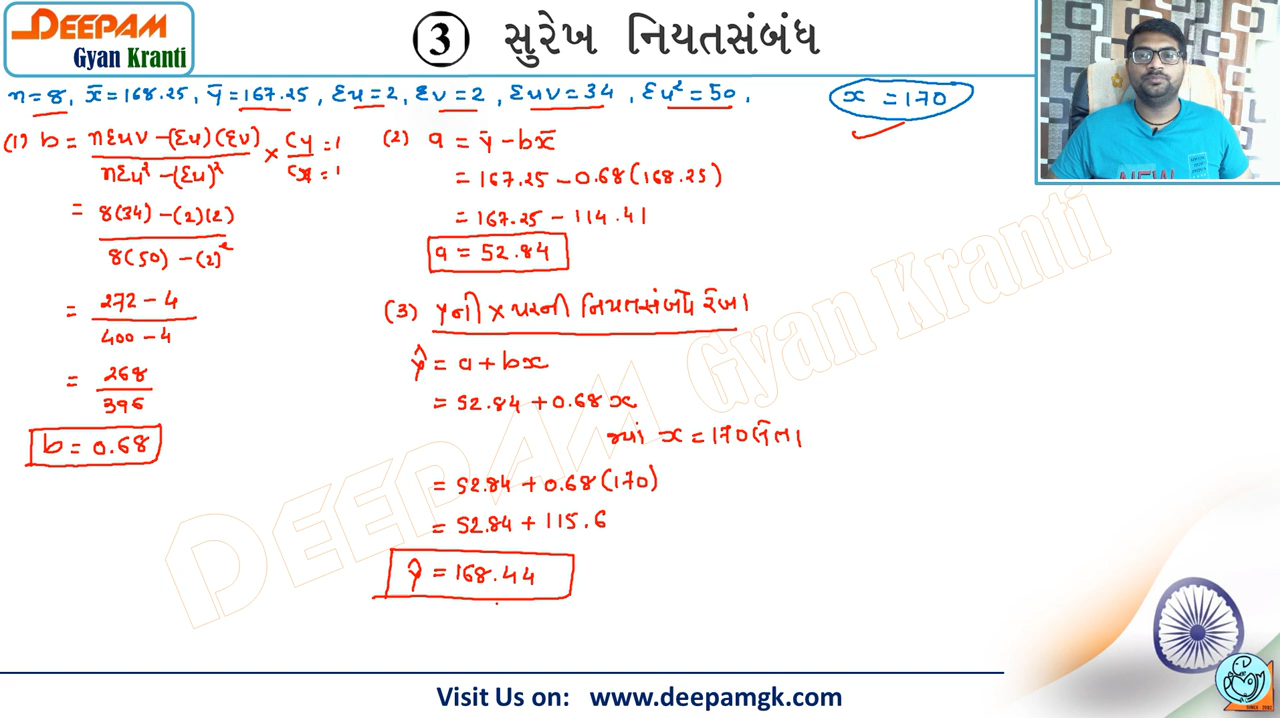 DEEPAM
Gyan Kranti
③ સુરેખ નિયતસંબંધ
n = 8, x̄ = 168.25, ȳ = 167.25, Σu = 2, Σv = 2, Σuv = 34, Σu² = 50,
x = 170
(1) b = nΣuv − (Σu)(Σv) / nΣu² − (Σu)² × Cy = 1 / Cx = 1
= 8(34) − (2)(2) / 8(50) − (2)²
= 272 − 4 / 400 − 4
= 268 / 396
b = 0.68
(2) a = ȳ − bx̄
= 167.25 − 0.68(168.25)
= 167.25 − 114.41
a = 52.84
(3) Yની X પરની નિયતસંબંધ રેખા
ŷ = a + bx
= 52.84 + 0.68x
જ્યાં x = 170 લેતા
= 52.84 + 0.68(170)
= 52.84 + 115.6
ŷ = 168.44
DEEPAM Gyan Kranti
NEW
Visit Us on: www.deepamgk.com
SINCE 2002